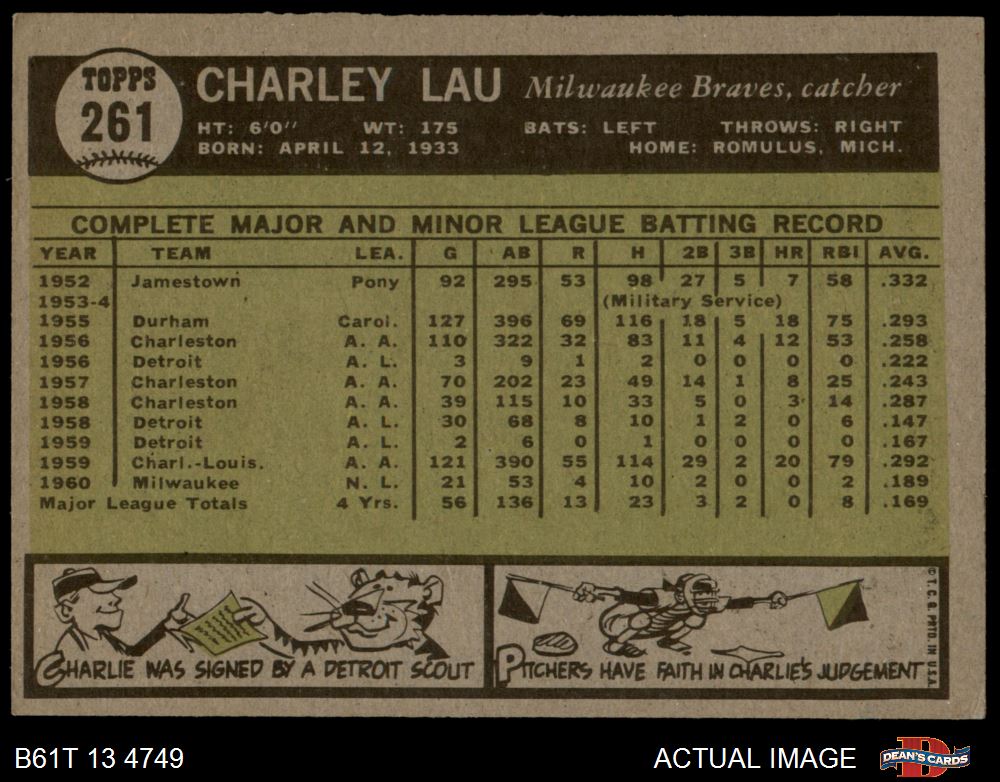 TOPPS
261
CHARLEY LAU Milwaukee Braves, catcher
HT: 6'0" WT: 175 BATS: LEFT THROWS: RIGHT
BORN: APRIL 12, 1933 HOME: ROMULUS, MICH.
COMPLETE MAJOR AND MINOR LEAGUE BATTING RECORD
YEAR TEAM LEA. G AB R H 2B 3B HR RBI AVG.
1952 Jamestown Pony 92 295 53 98 27 5 7 58 .332
1953-4 (Military Service)
1955 Durham Carol. 127 396 69 116 18 5 18 75 .293
1956 Charleston A. A. 110 322 32 83 11 4 12 53 .258
1956 Detroit A. L. 3 9 1 2 0 0 0 0 .222
1957 Charleston A. A. 70 202 23 49 14 1 8 25 .243
1958 Charleston A. A. 39 115 10 33 5 0 3 14 .287
1958 Detroit A. L. 30 68 8 10 1 2 0 6 .147
1959 Detroit A. L. 2 6 0 1 0 0 0 0 .167
1959 Charl.-Louis. A. A. 121 390 55 114 29 2 20 79 .292
1960 Milwaukee N. L. 21 53 4 10 2 0 0 2 .189
Major League Totals 4 Yrs. 56 136 13 23 3 2 0 8 .169
CHARLIE WAS SIGNED BY A DETROIT SCOUT
PITCHERS HAVE FAITH IN CHARLIE'S JUDGEMENT
© T. C. G. PRTD. IN U.S.A.
B61T 13 4749 ACTUAL IMAGE DEAN'S CARDS